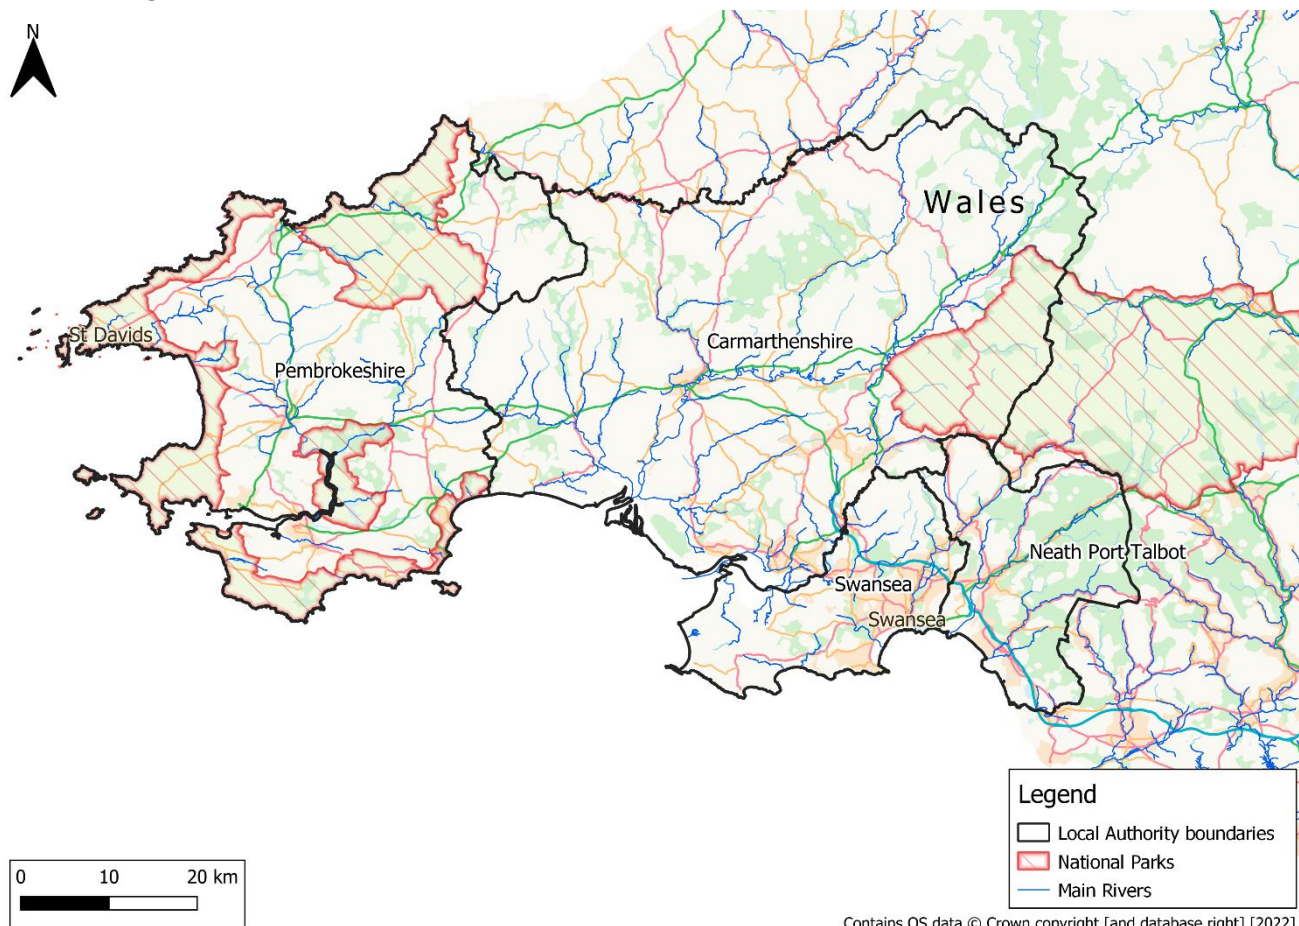 N
Wales
St Davids
Carmarthenshire
Pembrokeshire
Neath Port Talbot
Swansea
Swansea
Legend
Local Authority boundaries
National Parks
Main Rivers
0 10 20 km
Contains OS data © Crown copyright [and database right] [2022]